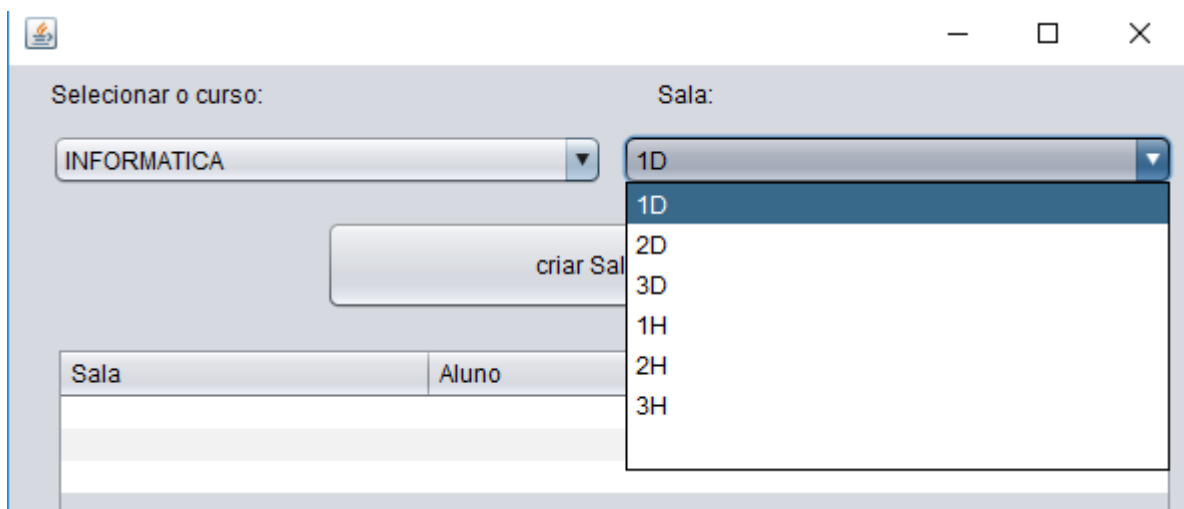 Selecionar o curso:
Sala:
INFORMATICA
1D
1D
2D
3D
1H
2H
3H
criar Sal
Sala
Aluno